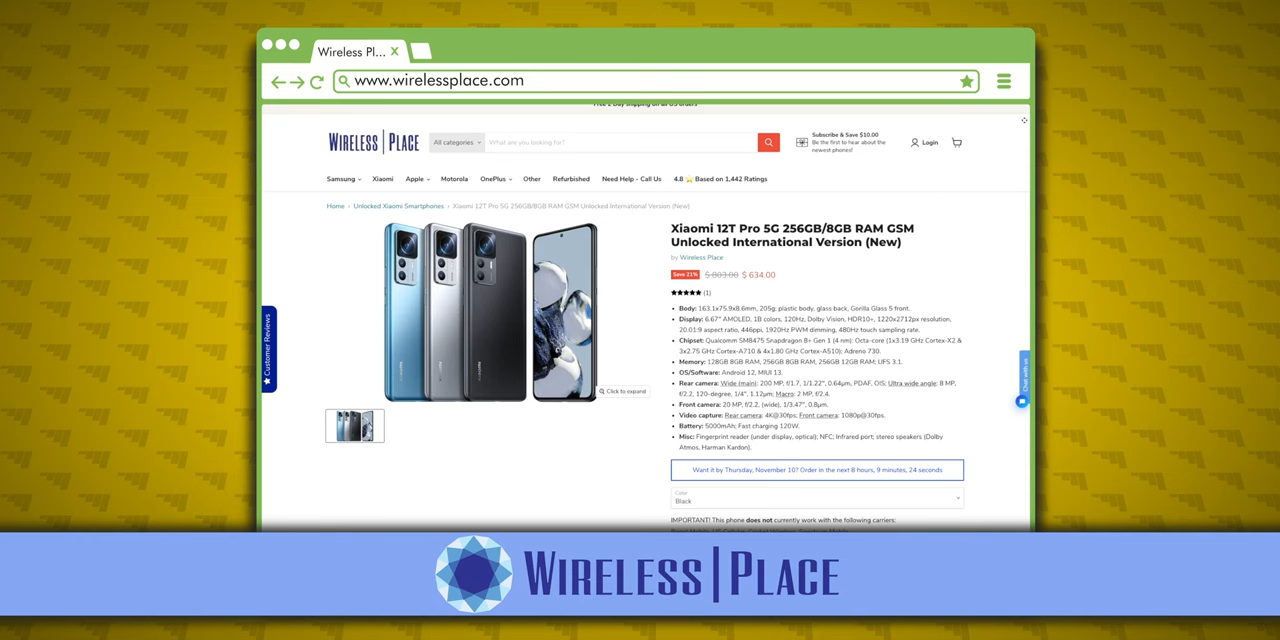 Wireless Pl... X
www.wirelessplace.com
Free 2 Day shipping on all US orders
WIRELESS | PLACE
All categories
What are you looking for?
Subscribe & Save $10.00
Be the first to hear about the
newest phones!
Login
Samsung Xiaomi Apple Motorola OnePlus Other Refurbished Need Help - Call Us 4.8 ⭐ Based on 1,442 Ratings
Home › Unlocked Xiaomi Smartphones › Xiaomi 12T Pro 5G 256GB/8GB RAM GSM Unlocked International Version (New)
Xiaomi 12T Pro 5G 256GB/8GB RAM GSM
Unlocked International Version (New)
by Wireless Place
Save 21% $ 803.00 $ 634.00
★★★★★ (1)
• Body: 163.1x75.9x8.6mm, 205g; plastic body, glass back, Gorilla Glass 5 front.
• Display: 6.67" AMOLED, 1B colors, 120Hz, Dolby Vision, HDR10+, 1220x2712px resolution,
20.01:9 aspect ratio, 446ppi, 1920Hz PWM dimming, 480Hz touch sampling rate.
• Chipset: Qualcomm SM8475 Snapdragon 8+ Gen 1 (4 nm): Octa-core (1x3.19 GHz Cortex-X2 &
3x2.75 GHz Cortex-A710 & 4x1.80 GHz Cortex-A510); Adreno 730.
• Memory: 128GB 8GB RAM, 256GB 8GB RAM, 256GB 12GB RAM; UFS 3.1.
• OS/Software: Android 12, MIUI 13.
• Rear camera: Wide (main): 200 MP, f/1.7, 1/1.22", 0.64µm, PDAF, OIS; Ultra wide angle: 8 MP,
f/2.2, 120-degree, 1/4", 1.12µm; Macro: 2 MP, f/2.4.
• Front camera: 20 MP, f/2.2, (wide), 1/3.47", 0.8µm.
• Video capture: Rear camera: 4K@30fps; Front camera: 1080p@30fps.
• Battery: 5000mAh; Fast charging 120W.
• Misc: Fingerprint reader (under display, optical); NFC; Infrared port; stereo speakers (Dolby
Atmos, Harman Kardon).
Click to expand
★ Customer Reviews
Chat with us
Want it by Thursday, November 10? Order in the next 8 hours, 9 minutes, 24 seconds
Color
Black
IMPORTANT! This phone does not currently work with the following carriers:
WIRELESS | PLACE